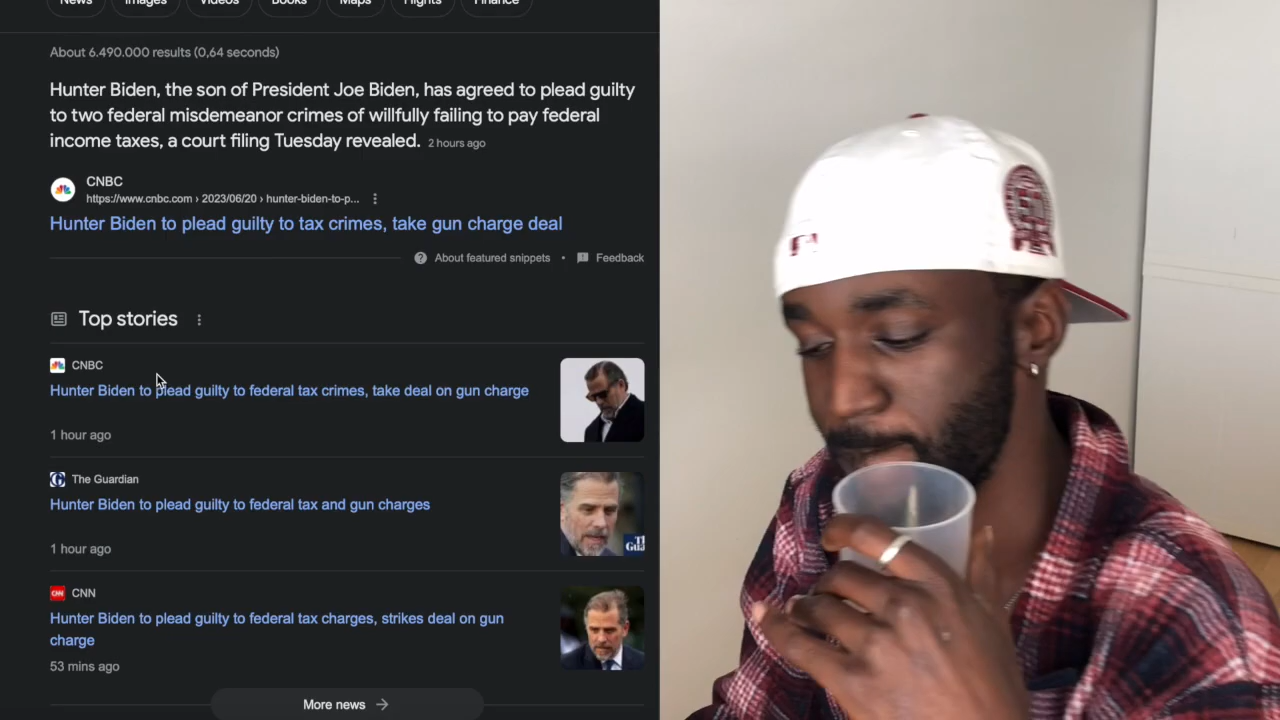 News Images Videos Books Maps Flights Finance
About 6.490.000 results (0,64 seconds)
Hunter Biden, the son of President Joe Biden, has agreed to plead guilty
to two federal misdemeanor crimes of willfully failing to pay federal
income taxes, a court filing Tuesday revealed. 2 hours ago
CNBC
https://www.cnbc.com › 2023/06/20 › hunter-biden-to-p...
Hunter Biden to plead guilty to tax crimes, take gun charge deal
About featured snippets • Feedback
Top stories
CNBC
Hunter Biden to plead guilty to federal tax crimes, take deal on gun charge
1 hour ago
The Guardian
Hunter Biden to plead guilty to federal tax and gun charges
1 hour ago
CNN
CNN
Hunter Biden to plead guilty to federal tax charges, strikes deal on gun
charge
53 mins ago
More news